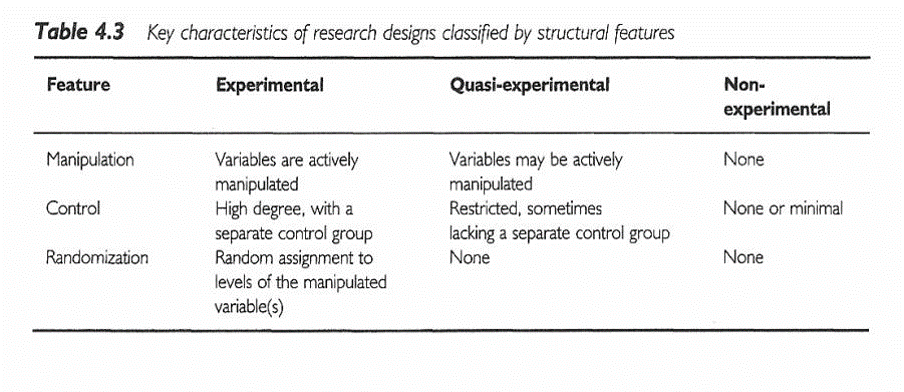 Table 4.3 Key characteristics of research designs classified by structural features
Feature Experimental Quasi-experimental Non-
experimental
Manipulation Variables are actively Variables may be actively None
manipulated manipulated
Control High degree, with a Restricted, sometimes None or minimal
separate control group lacking a separate control group
Randomization Random assignment to None None
levels of the manipulated
variable(s)